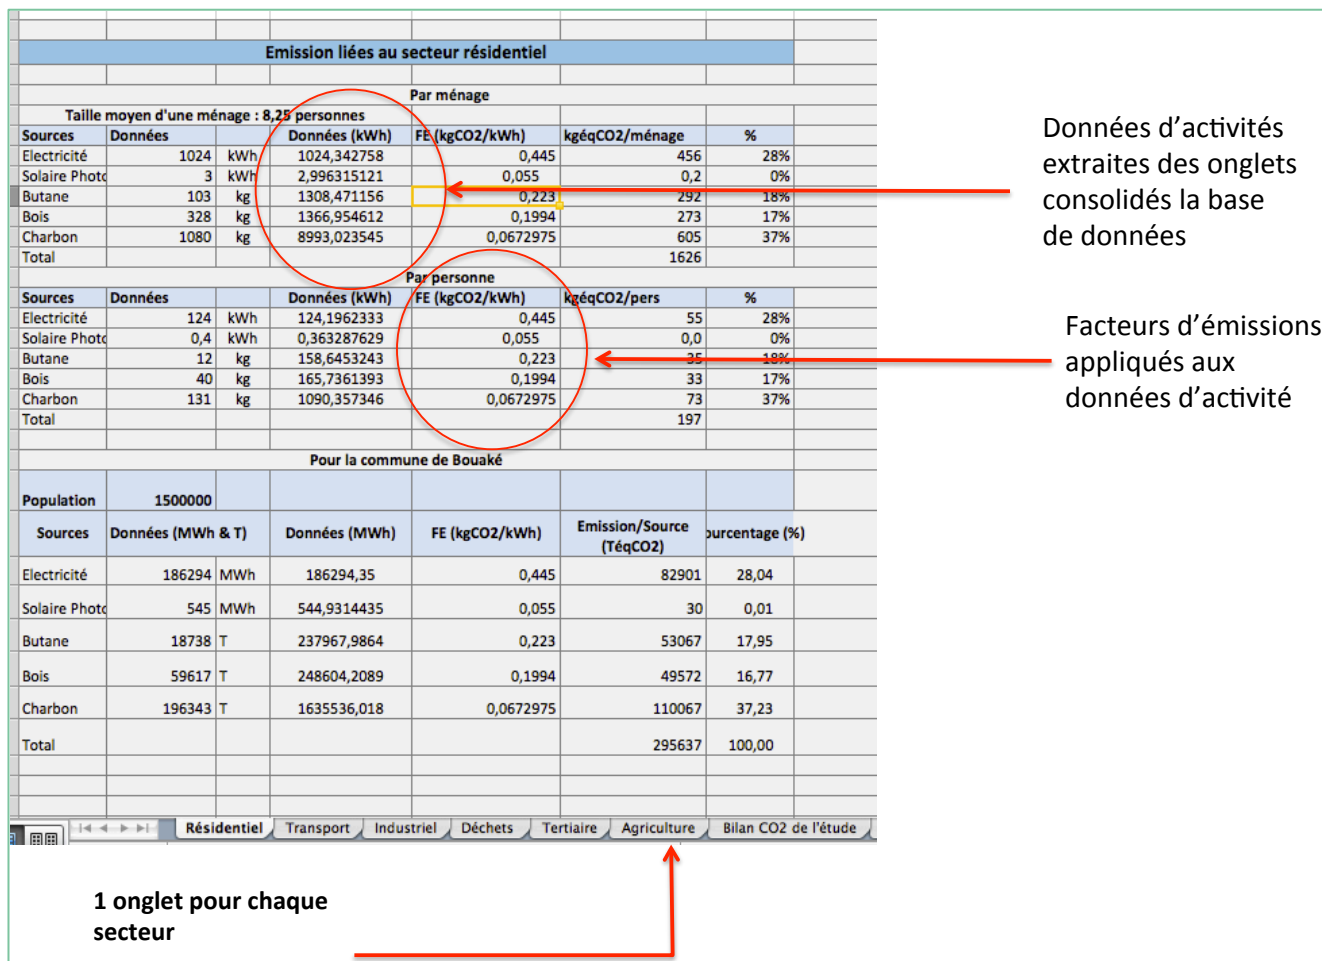 Emission liées au secteur résidentiel
Par ménage
Taille moyen d'une ménage : 8,25 personnes
Sources Données Données (kWh) FE (kgCO2/kWh) kgéqCO2/ménage %
Electricité 1024 kWh 1024,342758 0,445 456 28%
Solaire Photo 3 kWh 2,996315121 0,055 0,2 0%
Butane 103 kg 1308,471156 0,223 292 18%
Bois 328 kg 1366,954612 0,1994 273 17%
Charbon 1080 kg 8993,023545 0,0672975 605 37%
Total 1626
Par personne
Sources Données Données (kWh) FE (kgCO2/kWh) kgéqCO2/pers %
Electricité 124 kWh 124,1962333 0,445 55 28%
Solaire Photo 0,4 kWh 0,363287629 0,055 0,0 0%
Butane 12 kg 158,6453243 0,223 35 18%
Bois 40 kg 165,7361393 0,1994 33 17%
Charbon 131 kg 1090,357346 0,0672975 73 37%
Total 197
Pour la commune de Bouaké
Population 1500000
Sources Données (MWh & T) Données (MWh) FE (kgCO2/kWh) Emission/Source (TéqCO2) ourcentage (%)
Electricité 186294 MWh 186294,35 0,445 82901 28,04
Solaire Photo 545 MWh 544,9314435 0,055 30 0,01
Butane 18738 T 237967,9864 0,223 53067 17,95
Bois 59617 T 248604,2089 0,1994 49572 16,77
Charbon 196343 T 1635536,018 0,0672975 110067 37,23
Total 295637 100,00
Résidentiel Transport Industriel Déchets Tertiaire Agriculture Bilan CO2 de l'étude
Données d'activités
extraites des onglets
consolidés la base
de données
Facteurs d'émissions
appliqués aux
données d'activité
1 onglet pour chaque
secteur